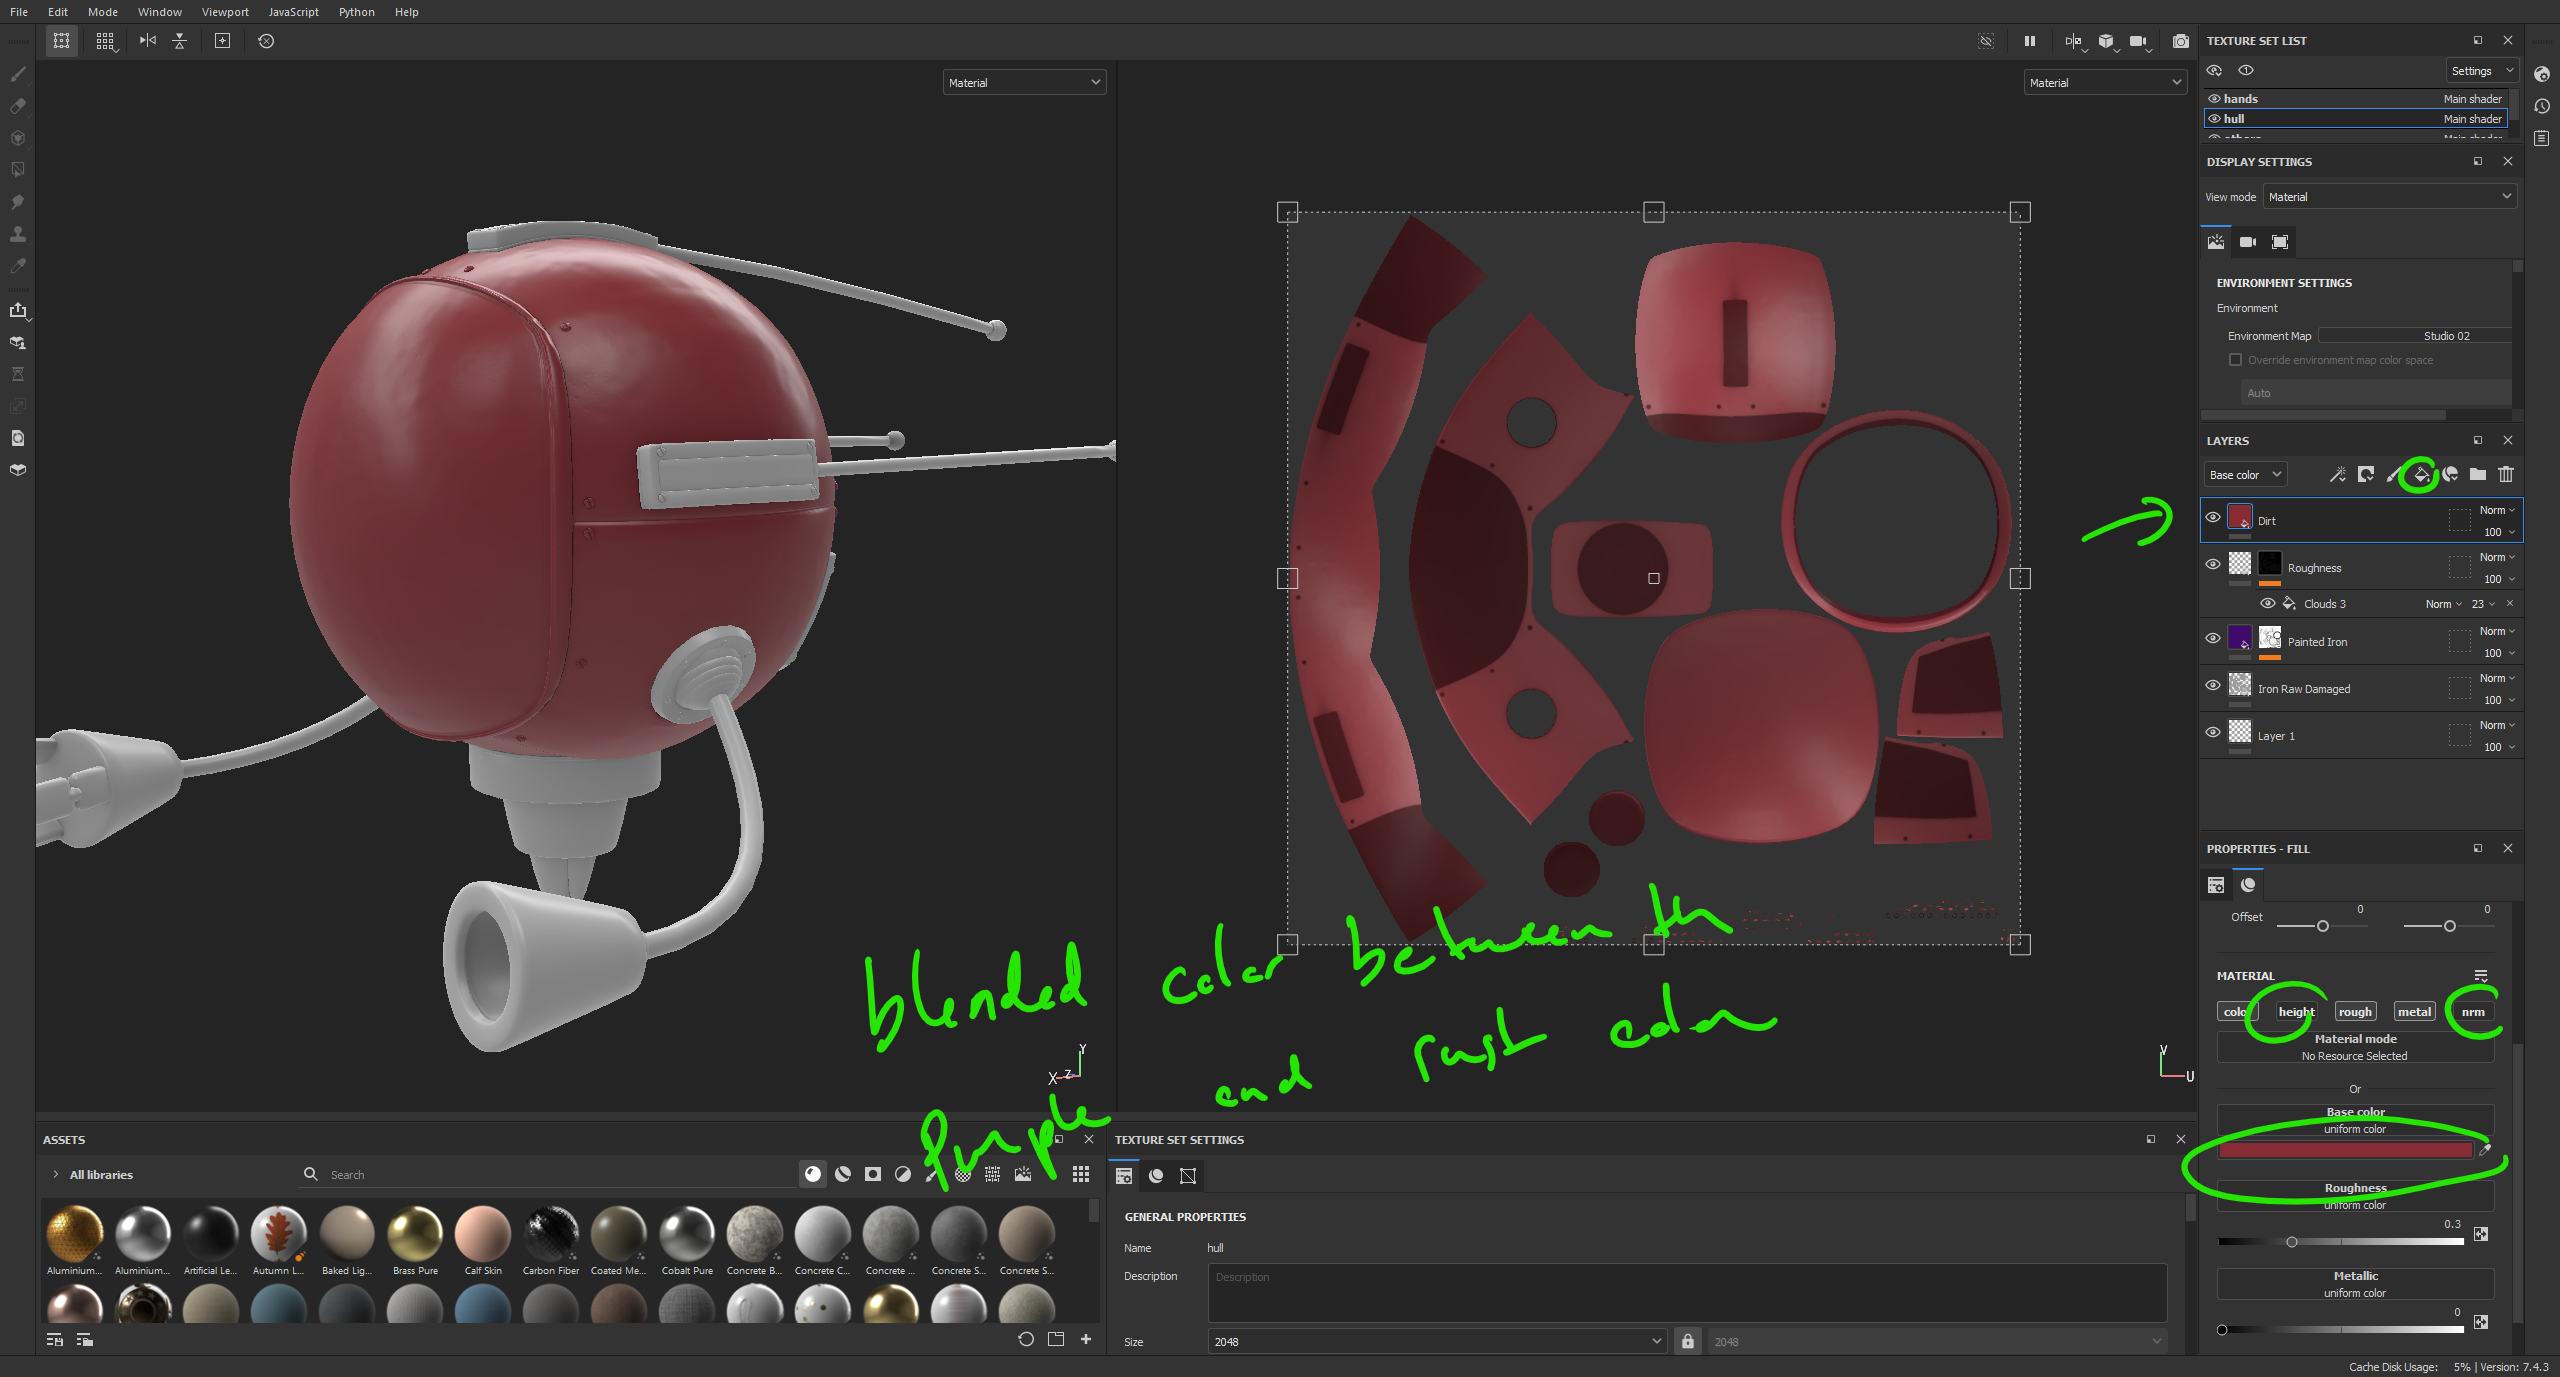 File Edit Mode Window Viewport JavaScript Python Help
Material
Material
TEXTURE SET LIST
Settings
hands Main shader
hull Main shader
DISPLAY SETTINGS
View mode Material
ENVIRONMENT SETTINGS
Environment
Environment Map Studio 02
Override environment map color space
Auto
LAYERS
Base color
Dirt Norm 100
Roughness Norm 100
Clouds 3 Norm 23
Painted Iron Norm 100
Iron Raw Damaged Norm 100
Layer 1 Norm 100
PROPERTIES - FILL
Offset 0 0
MATERIAL
color height rough metal nrm
Material mode
No Resource Selected
Or
Base color
uniform color
Roughness
uniform color
0.3
Metallic
uniform color
0
blended color between th
purple and rust color
X Z Y
V U
ASSETS
All libraries
Search
Aluminium... Aluminium... Artificial Le... Autumn L... Baked Lig... Brass Pure Calf Skin Carbon Fiber Coated Me... Cobalt Pure Concrete B... Concrete C... Concrete ... Concrete S... Concrete S...
TEXTURE SET SETTINGS
GENERAL PROPERTIES
Name hull
Description Description
Size 2048 2048
Cache Disk Usage: 5% | Version: 7.4.3